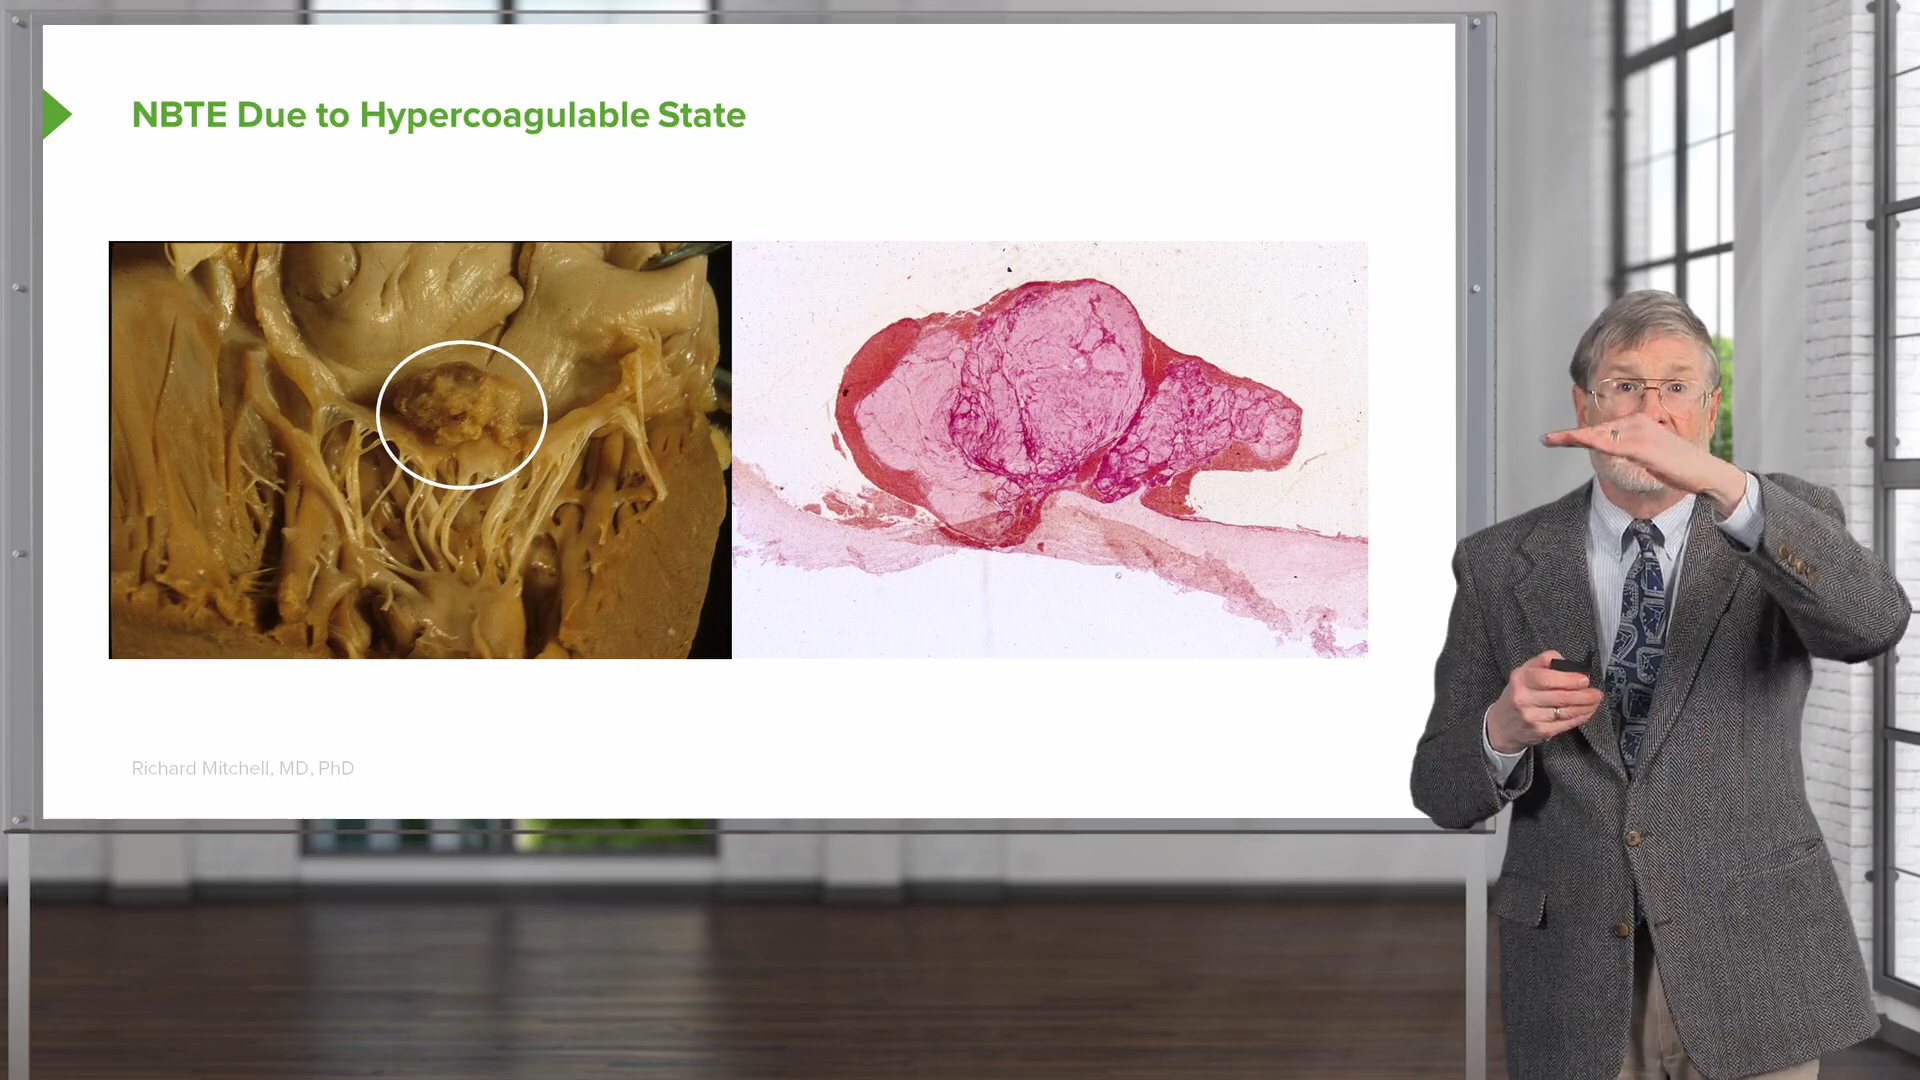 NBTE Due to Hypercoagulable State
Richard Mitchell, MD, PhD